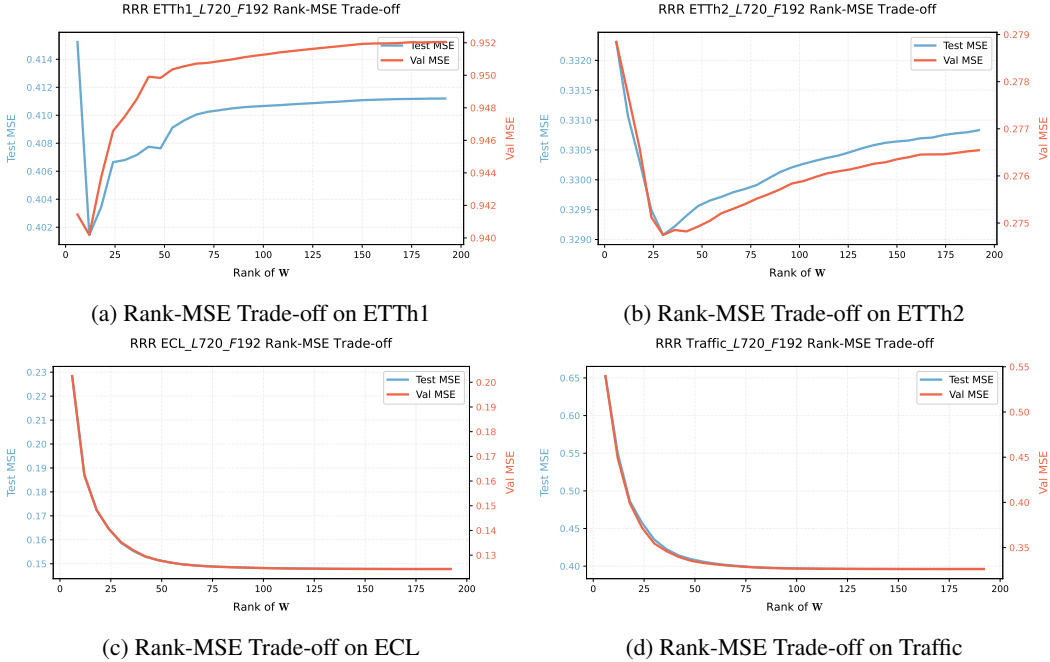 RRR ETTh1_L720_F192 Rank-MSE Trade-off
0.414
0.412
0.410
0.408
0.406
0.404
0.402
Test MSE
0.952
0.950
0.948
0.946
0.944
0.942
0.940
Val MSE
Test MSE
Val MSE
0 25 50 75 100 125 150 175 200
Rank of W
(a) Rank-MSE Trade-off on ETTh1
RRR ETTh2_L720_F192 Rank-MSE Trade-off
0.3320
0.3315
0.3310
0.3305
0.3300
0.3295
0.3290
Test MSE
0.279
0.278
0.277
0.276
0.275
Val MSE
Test MSE
Val MSE
0 25 50 75 100 125 150 175 200
Rank of W
(b) Rank-MSE Trade-off on ETTh2
RRR ECL_L720_F192 Rank-MSE Trade-off
0.23
0.22
0.21
0.20
0.19
0.18
0.17
0.16
0.15
Test MSE
0.20
0.19
0.18
0.17
0.16
0.15
0.14
0.13
Val MSE
Test MSE
Val MSE
0 25 50 75 100 125 150 175 200
Rank of W
(c) Rank-MSE Trade-off on ECL
RRR Traffic_L720_F192 Rank-MSE Trade-off
0.65
0.60
0.55
0.50
0.45
0.40
Test MSE
0.55
0.50
0.45
0.40
0.35
Val MSE
Test MSE
Val MSE
0 25 50 75 100 125 150 175 200
Rank of W
(d) Rank-MSE Trade-off on Traffic